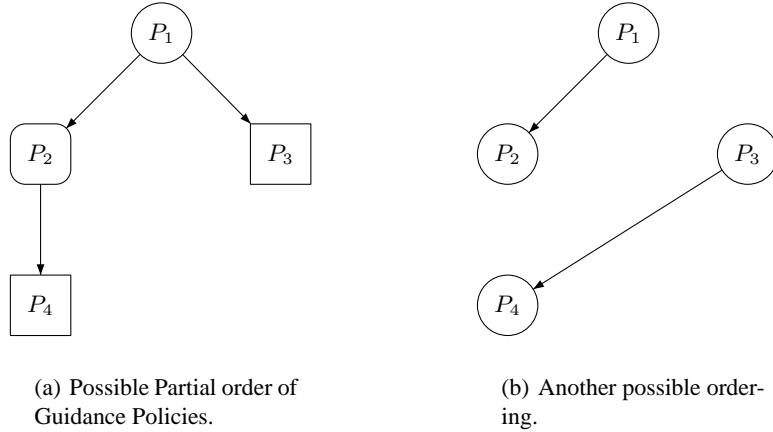 P1
P2
P3
P4
(a) Possible Partial order of
Guidance Policies.
P1
P2
P3
P4
(b) Another possible order-
ing.